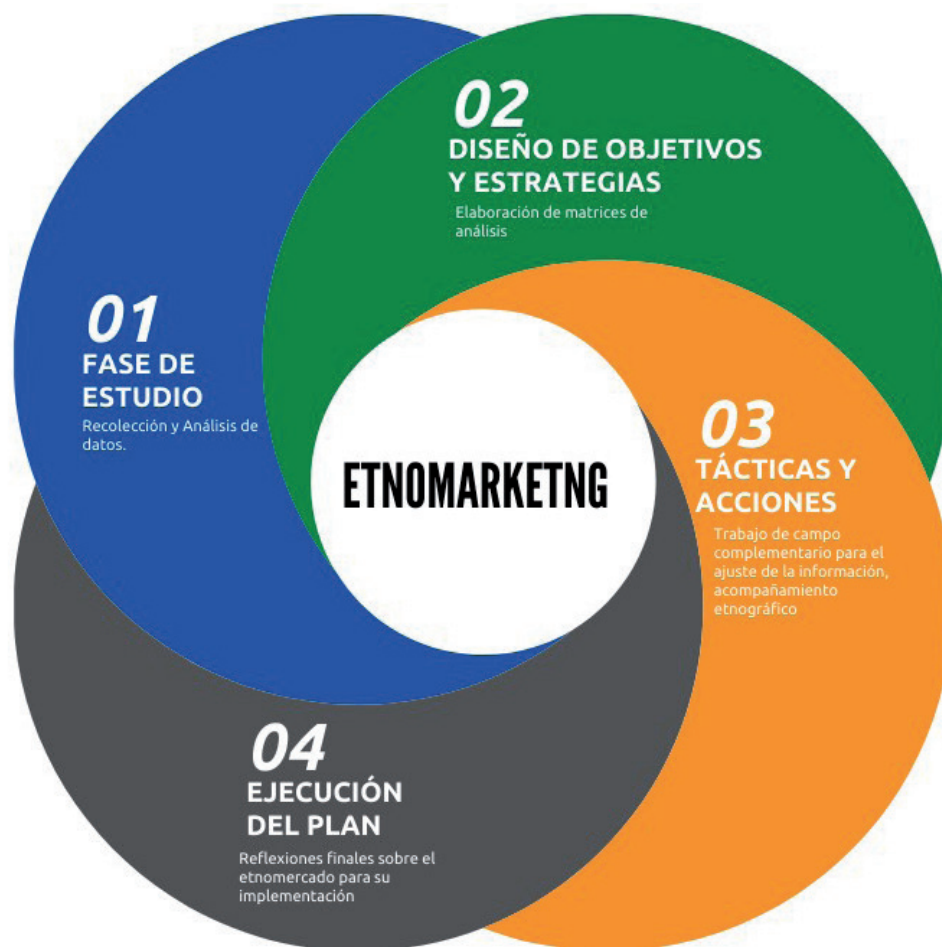 01
FASE DE
ESTUDIO
Recolección y Análisis de
datos.
02
DISEÑO DE OBJETIVOS
Y ESTRATEGIAS
Elaboración de matrices de
análisis
03
TÁCTICAS Y
ACCIONES
Trabajo de campo
complementario para el
ajuste de la información,
acompañamiento
etnográfico
04
EJECUCIÓN
DEL PLAN
Reflexiones finales sobre el
etnomercado para su
implementación
ETNOMARKETNG